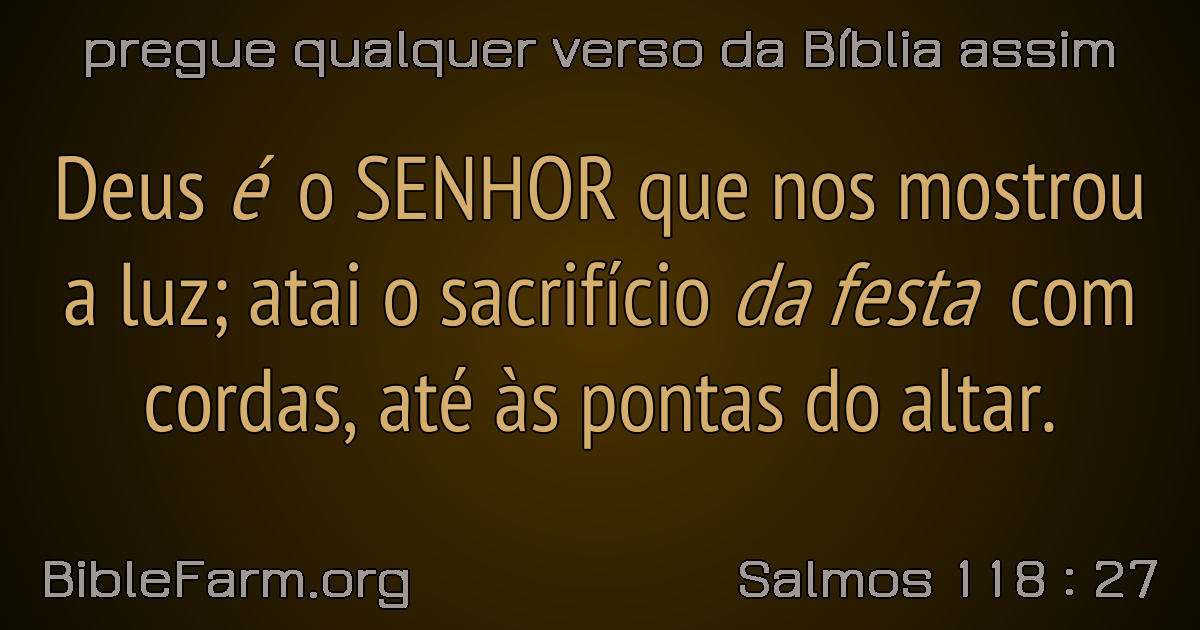 pregue qualquer verso da Bíblia assim
Deus é o SENHOR que nos mostrou
a luz; atai o sacrifício da festa com
cordas, até às pontas do altar.
BibleFarm.org
Salmos 118 : 27